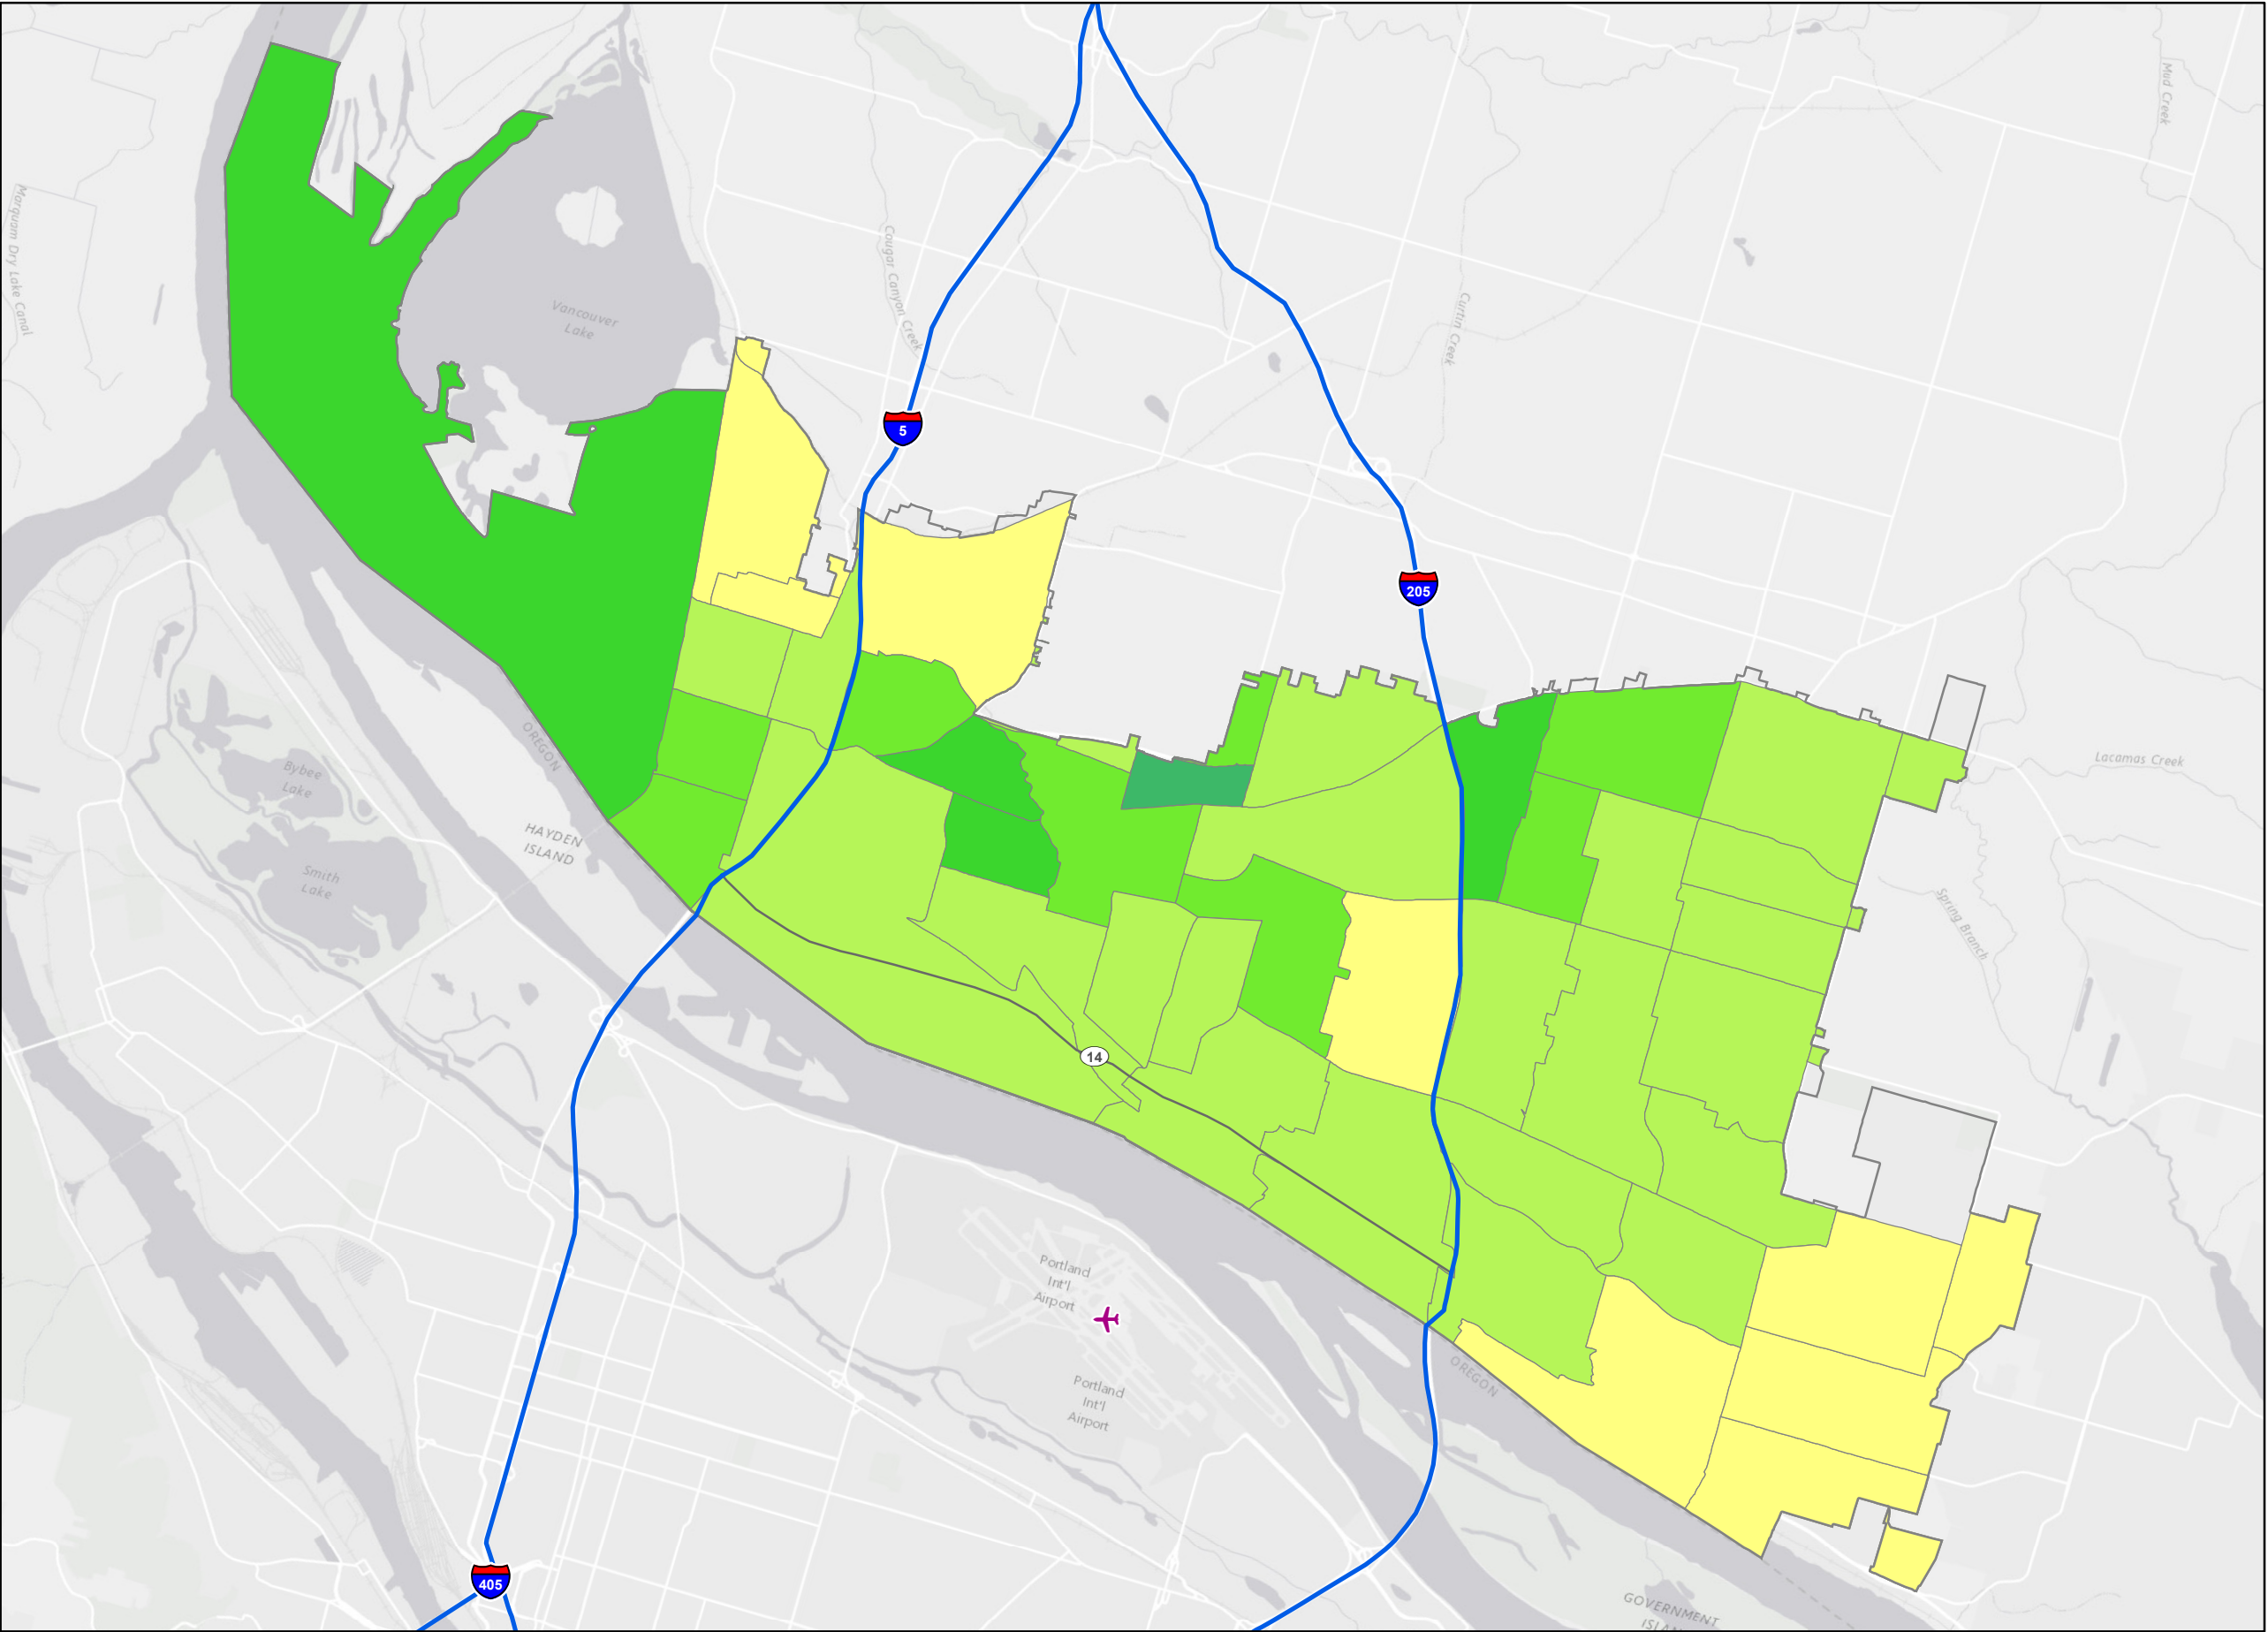 Mud Creek
Marquam Dry Lake Canal
Cougar Canyon Creek
Curtin Creek
Vancouver
Lake
5
205
OREGON
Bybee
Lake
HAYDEN
ISLAND
Smith
Lake
Lacamas Creek
Spring Branch
14
Portland
Int'l
Airport
Portland
Int'l
Airport
OREGON
405
GOVERNMENT